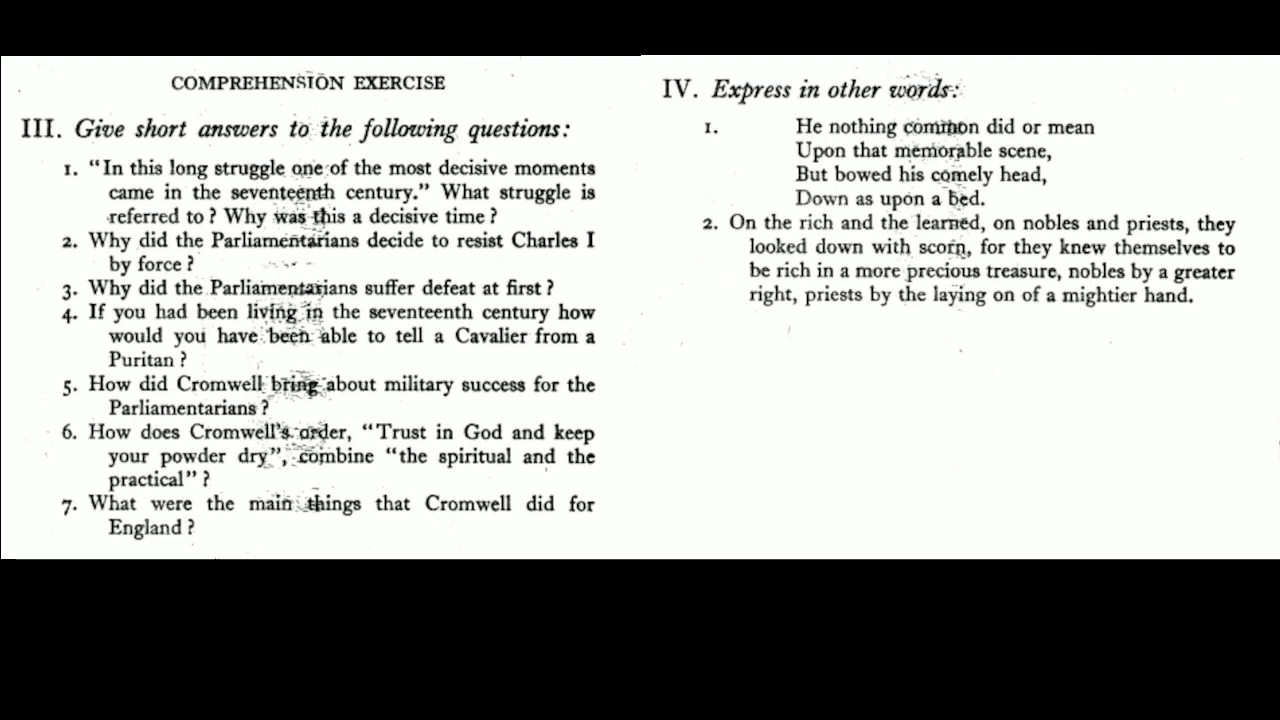 COMPREHENSION EXERCISE
III. Give short answers to the following questions:
1. "In this long struggle one of the most decisive moments
came in the seventeenth century." What struggle is
referred to? Why was this a decisive time?
2. Why did the Parliamentarians decide to resist Charles I
by force?
3. Why did the Parliamentarians suffer defeat at first?
4. If you had been living in the seventeenth century how
would you have been able to tell a Cavalier from a
Puritan?
5. How did Cromwell bring about military success for the
Parliamentarians?
6. How does Cromwell's order, "Trust in God and keep
your powder dry", combine "the spiritual and the
practical"?
7. What were the main things that Cromwell did for
England?
IV. Express in other words:
1. He nothing common did or mean
Upon that memorable scene,
But bowed his comely head,
Down as upon a bed.
2. On the rich and the learned, on nobles and priests, they
looked down with scorn, for they knew themselves to
be rich in a more precious treasure, nobles by a greater
right, priests by the laying on of a mightier hand.